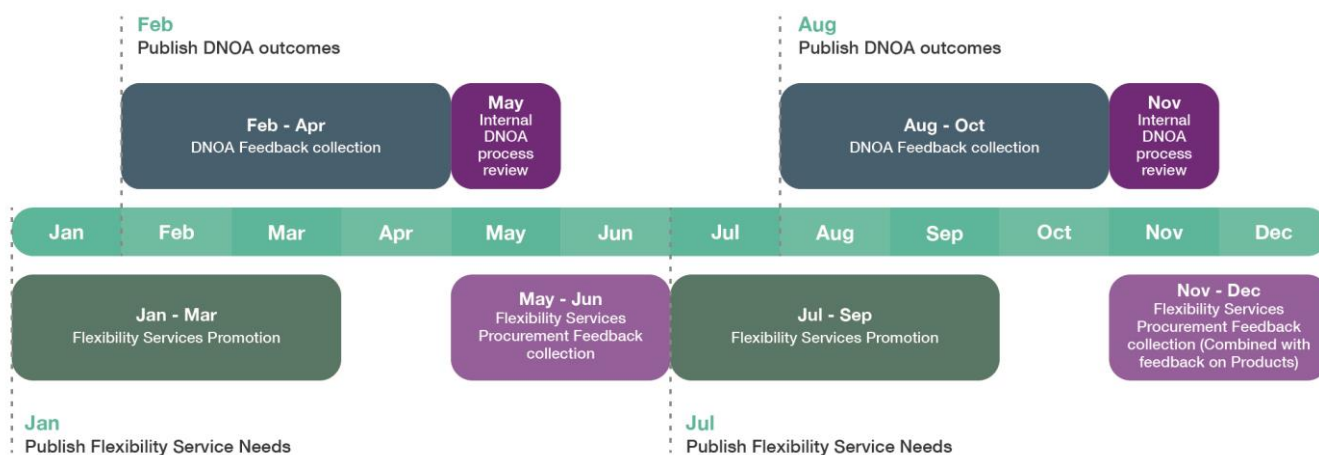 Feb
Publish DNOA outcomes
Aug
Publish DNOA outcomes
Feb - Apr
DNOA Feedback collection
May
Internal
DNOA
process
review
Aug - Oct
DNOA Feedback collection
Nov
Internal
DNOA
process
review
Jan Feb Mar Apr May Jun Jul Aug Sep Oct Nov Dec
Jan - Mar
Flexibility Services Promotion
May - Jun
Flexibility Services
Procurement Feedback
collection
Jul - Sep
Flexibility Services Promotion
Nov - Dec
Flexibility Services
Procurement Feedback
collection (Combined with
feedback on Products)
Jan
Publish Flexibility Service Needs
Jul
Publish Flexibility Service Needs